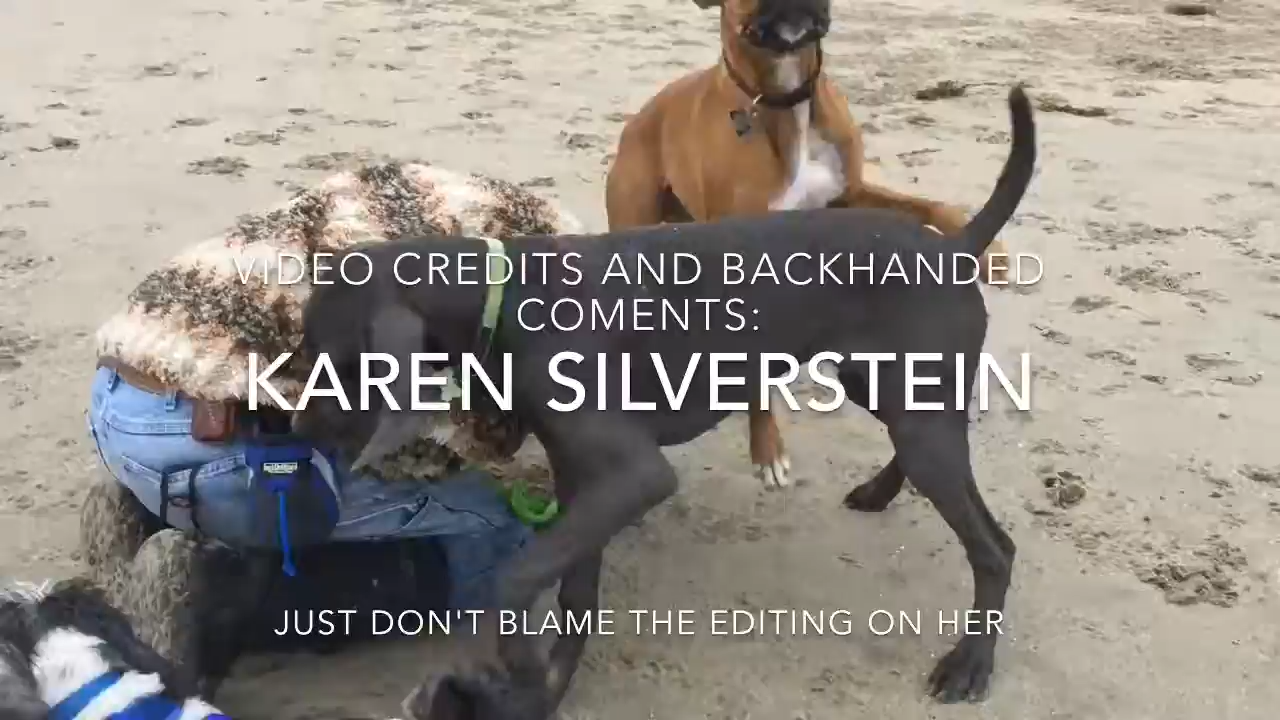 VIDEO CREDITS AND BACKHANDED
COMENTS:
KAREN SILVERSTEIN
JUST DON'T BLAME THE EDITING ON HER